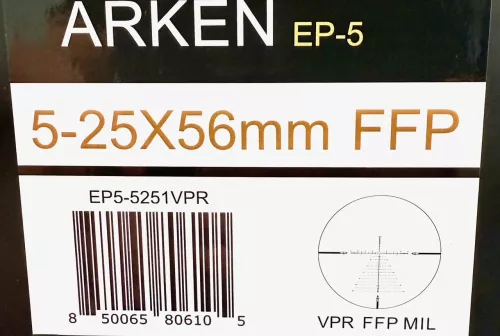 ARKEN EP-5
5-25X56mm FFP
EP5-5251VPR
8 50065 80610 5
VPR FFP MIL